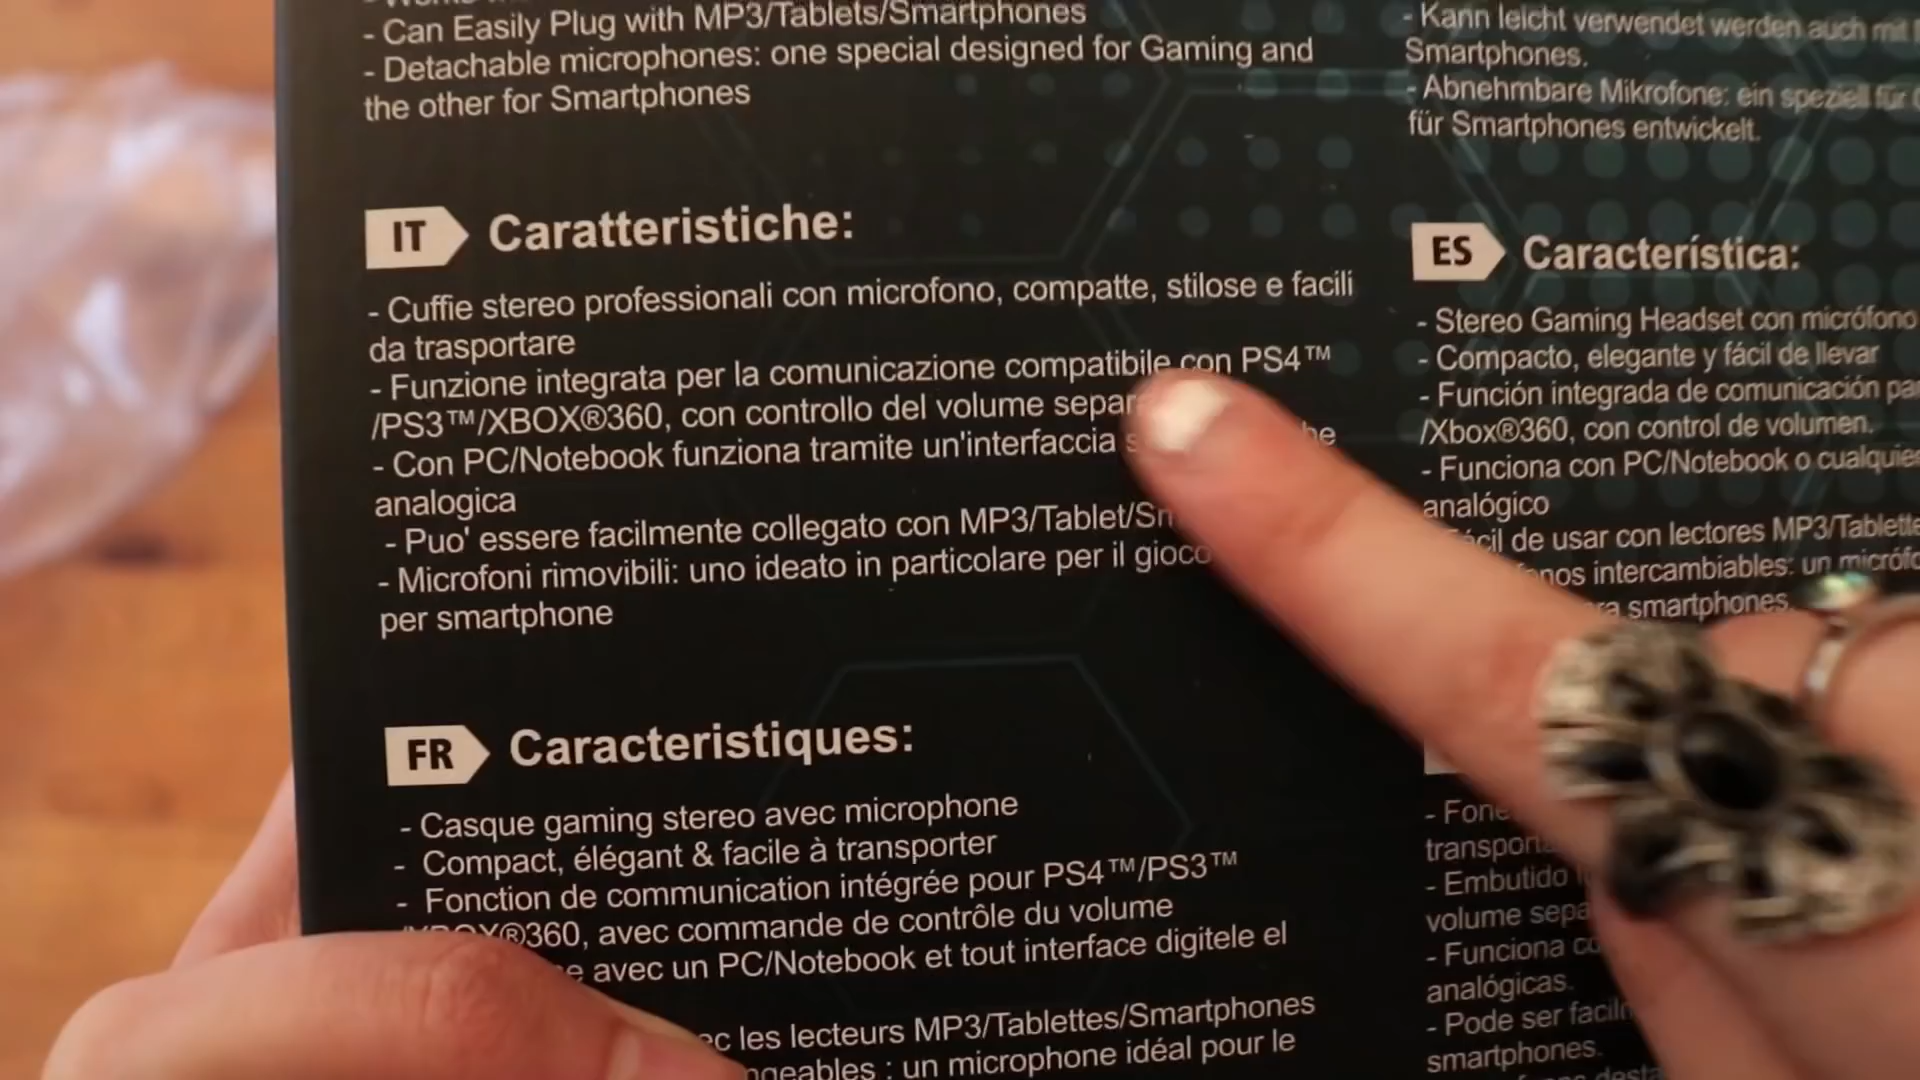 - Can Easily Plug with MP3/Tablets/Smartphones
- Detachable microphones: one special designed for Gaming and
the other for Smartphones
IT Caratteristiche:
- Cuffie stereo professionali con microfono, compatte, stilose e facili
da trasportare
- Funzione integrata per la comunicazione compatibile con PS4™
/PS3™/XBOX®360, con controllo del volume
- Con PC/Notebook funziona tramite un'interfaccia
analogica
- Puo' essere facilmente collegato con MP3/Tablet/
- Microfoni rimovibili: uno ideato in particolare per il gioco
per smartphone
FR Caracteristiques:
- Casque gaming stereo avec microphone
- Compact, élégant & facile à transporter
- Fonction de communication intégrée pour PS4™/PS3™
®360, avec commande de contrôle du volume
avec un PC/Notebook et tout interface digitele el
les lecteurs MP3/Tablettes/Smartphones
: un microphone idéal pour le
- Kann leicht verwendet werden auch mit
Smartphones.
- Abnehmbare Mikrofone: ein speziell für
für Smartphones entwickelt.
ES Característica:
- Stereo Gaming Headset con micrófono
- Compacto, elegante y fácil de llevar
- Función integrada de comunicación
/Xbox®360, con control de volumen.
- Funciona con PC/Notebook o
analógico
de usar con lectores
intercambiables: un
smartphones.
- Embutido
volume
- Funciona
analógicas.
- Pode ser
smartphones.